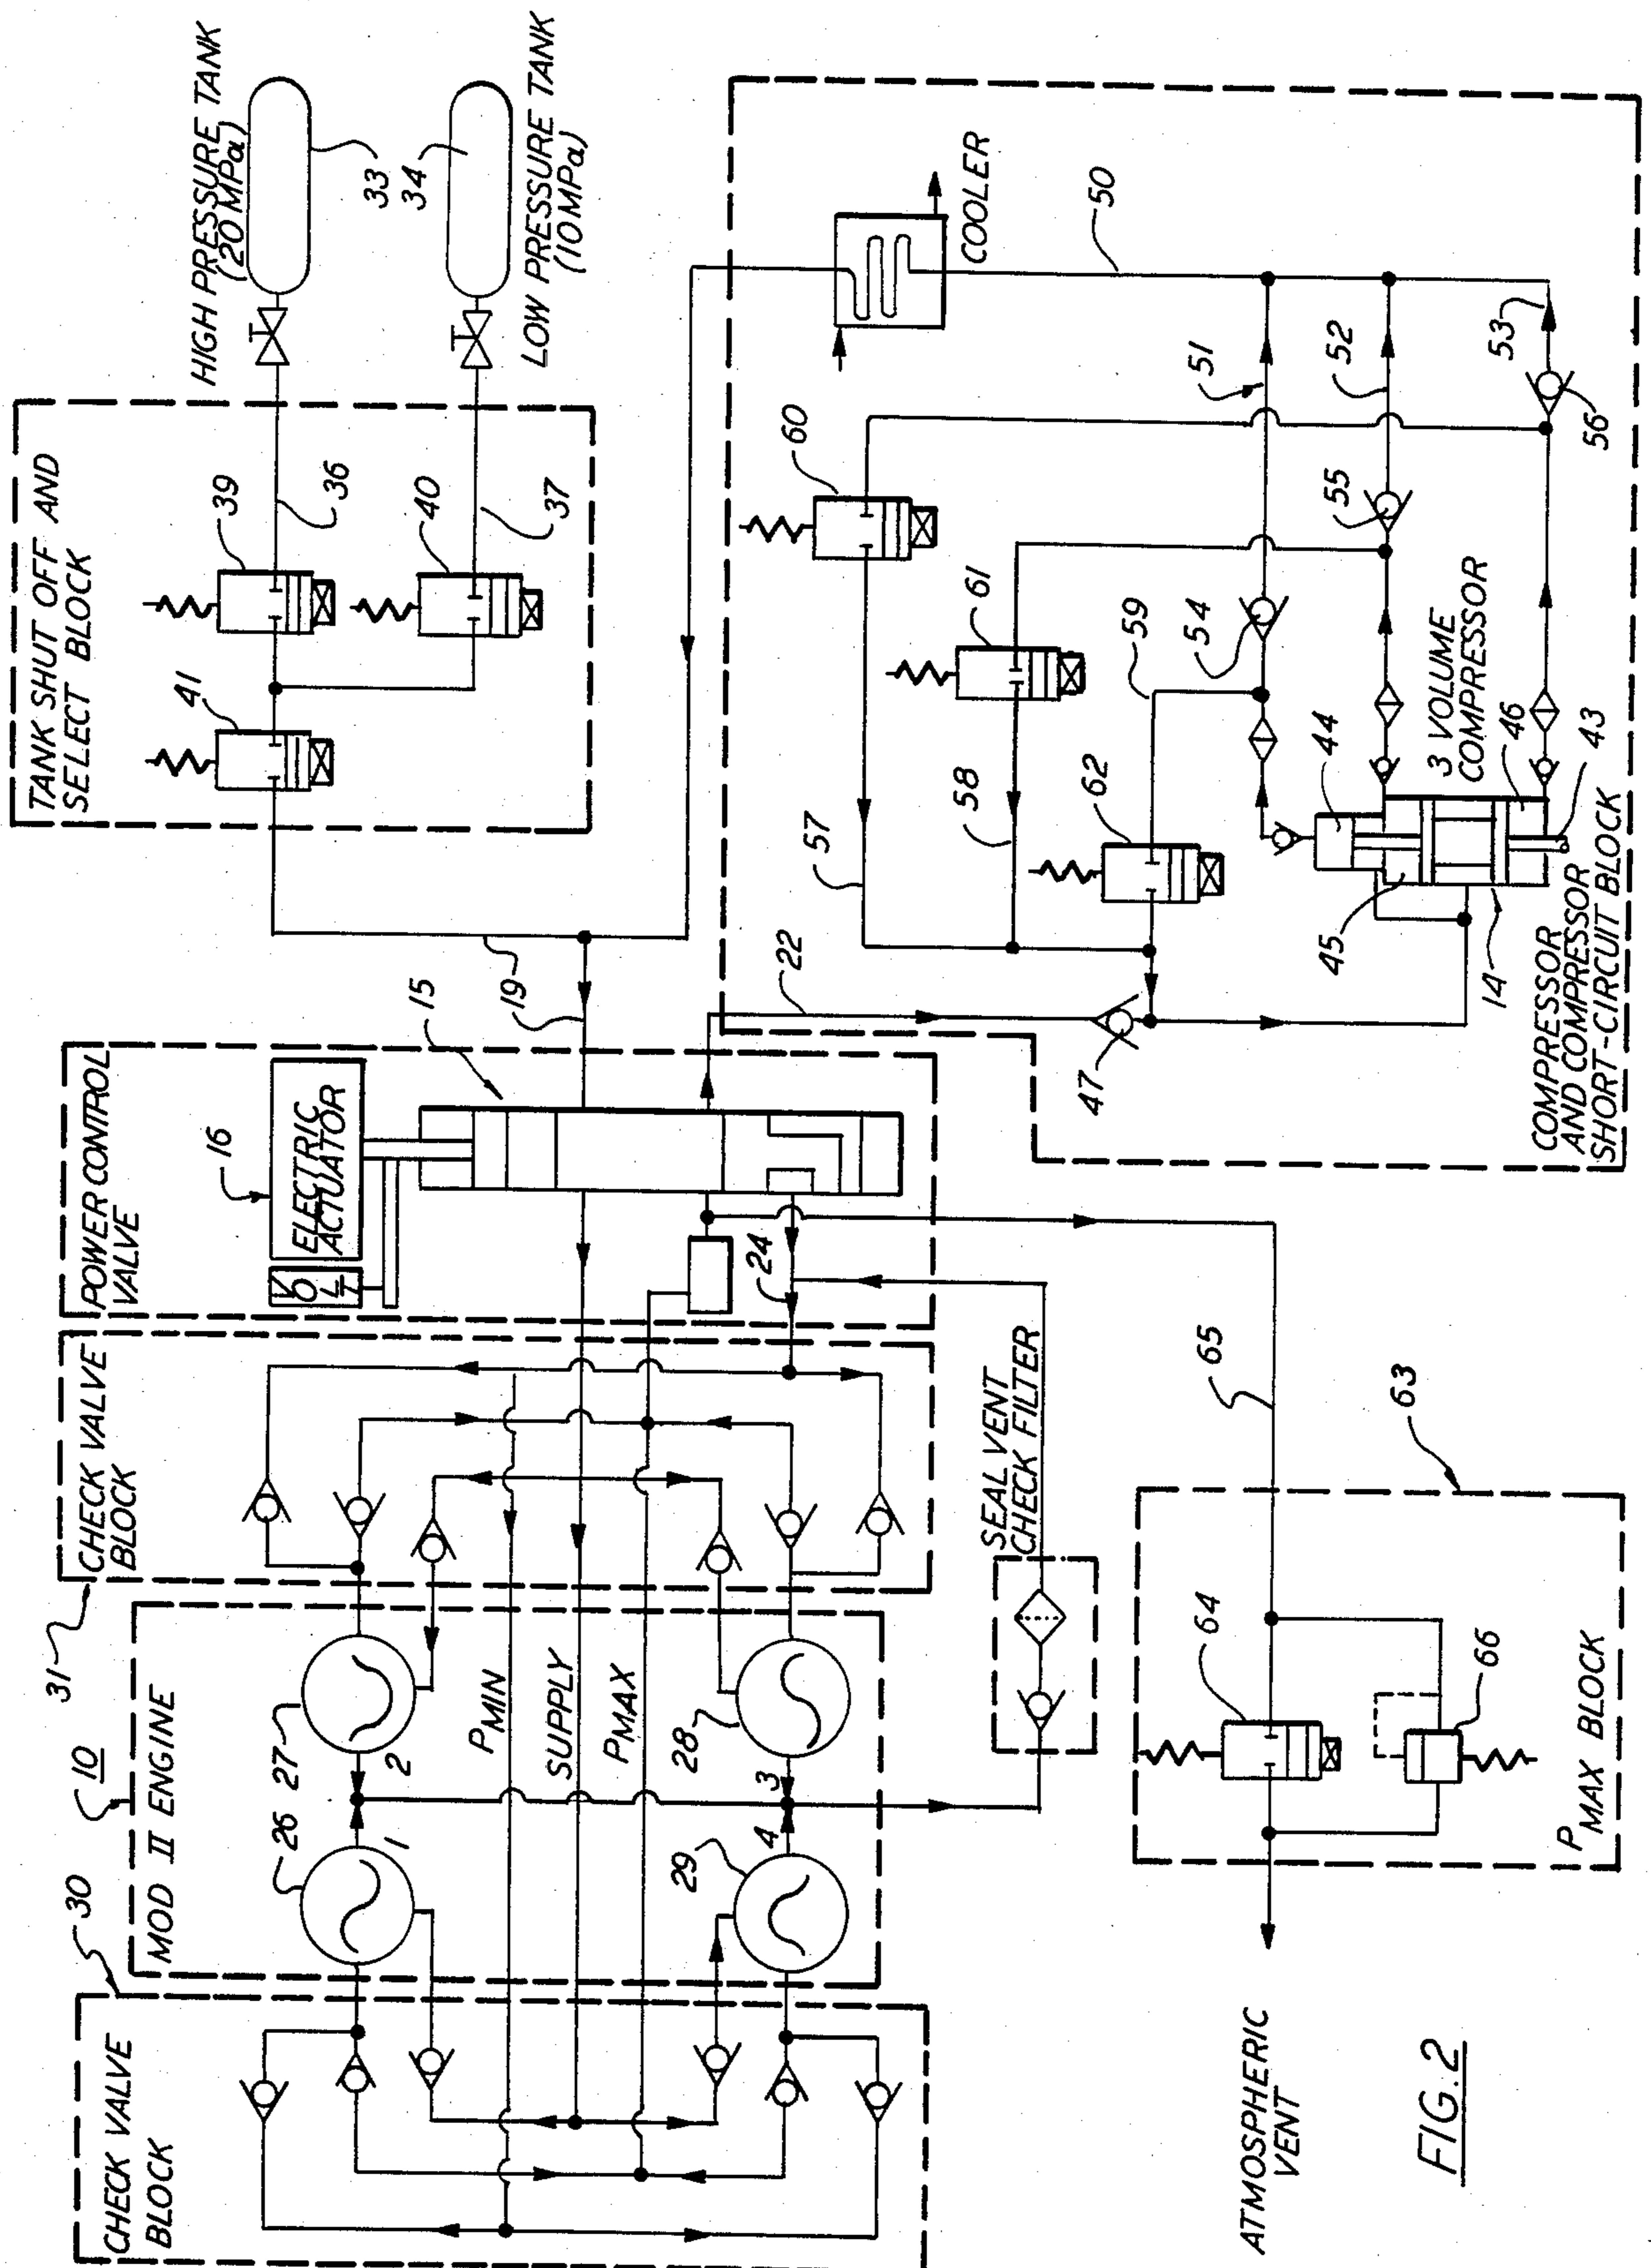 HIGH PRESSURE TANK
(20 MPa)
33
34
LOW PRESSURE TANK
(10MPa)
TANK SHUT OFF AND
SELECT BLOCK
39
36
40
37
41
19
COOLER
50
60
51
52
53
55
56
61
59
54
57
58
62
44
3 VOLUME
COMPRESSOR
46
43
45
14
22
47
COMPRESSOR
AND COMPRESSOR
SHORT-CIRCUIT BLOCK
POWER CONTROL
VALVE
16
ELECTRIC
ACTUATOR
VOLT
15
19
24
31
CHECK VALVE
BLOCK
SEAL VENT
CHECK FILTER
65
63
64
66
PMAX BLOCK
10
MOD II ENGINE
27
2
26
1
PMIN
SUPPLY
PMAX
28
3
29
4
30
CHECK VALVE
BLOCK
ATMOSPHERIC
VENT
FIG.2